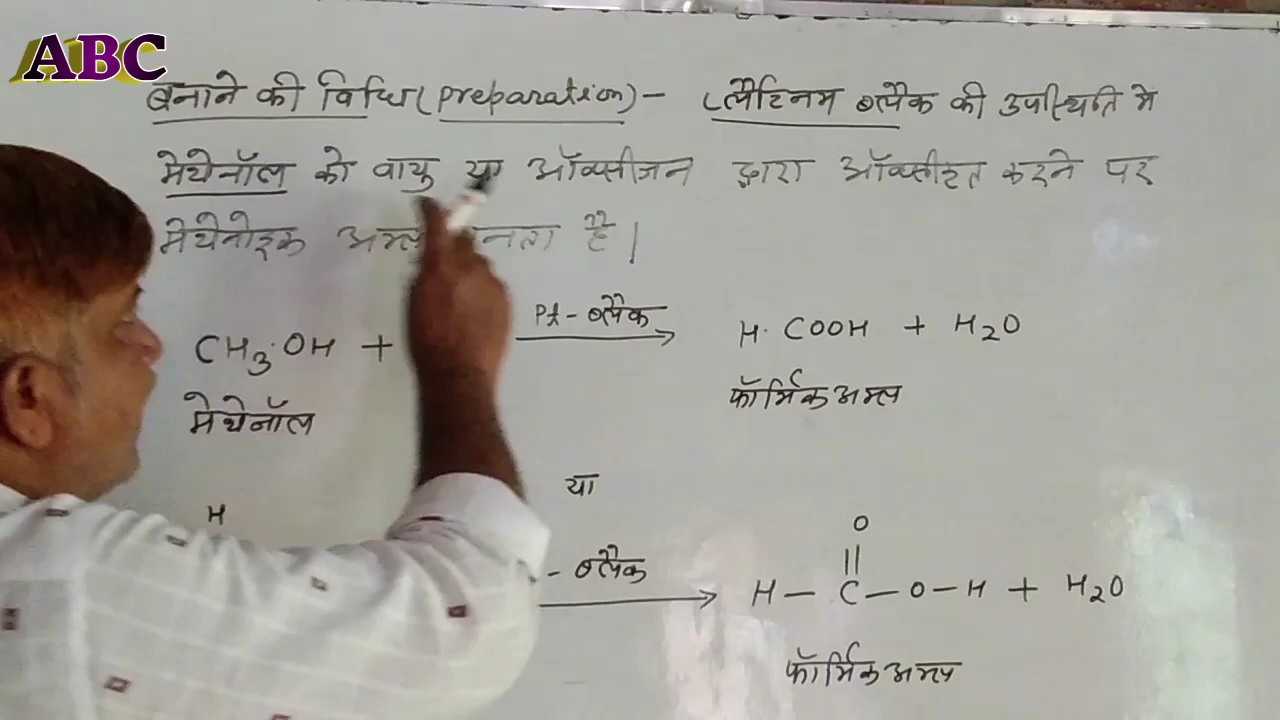 ABC
बनाने की विधि (preparation) - प्लैटिनम ब्लैक की उपस्थिति में
मेथेनॉल को वायु या ऑक्सीजन द्वारा ऑक्सीकृत करने पर
मेथेनोइक अम्ल बनता है।
CH₃·OH + Pt - ब्लैक H·COOH + H₂O
मेथेनॉल फॉर्मिक अम्ल
या
H O
||
- ब्लैक H — C — O — H + H₂O
फॉर्मिक अम्ल